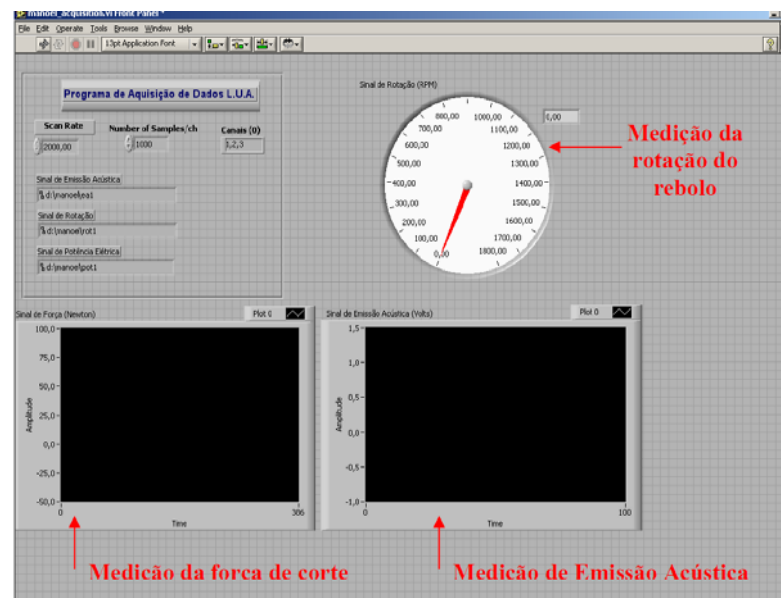 manoel_acquisition.vi Front Panel *
File Edit Operate Tools Browse Window Help
13pt Application Font
Programa de Aquisição de Dados L.U.A.
Scan Rate
Number of Samples/ch
Canais (0)
2000,00
1000
1,2,3
Sinal de Emissão Acústica
d:\manoel\ea1
Sinal de Rotação
d:\manoel\rot1
Sinal de Potência Elétrica
d:\manoel\pot1
Sinal de Rotação (RPM)
0,00
100,00
200,00
300,00
400,00
500,00
600,00
700,00
800,00
1000,00
1100,00
1200,00
1300,00
1400,00
1500,00
1600,00
1700,00
1800,00
0,00
Medição da
rotação do
rebolo
Sinal de Força (Newton)
Plot 0
100,0
75,0
50,0
25,0
0,0
-25,0
-50,0
Amplitude
0
306
Time
Medição da força de corte
Sinal de Emissão Acústica (Volts)
Plot 0
1,5
1,0
0,5
0,0
-0,5
-1,0
Amplitude
0
100
Time
Medição de Emissão Acústica